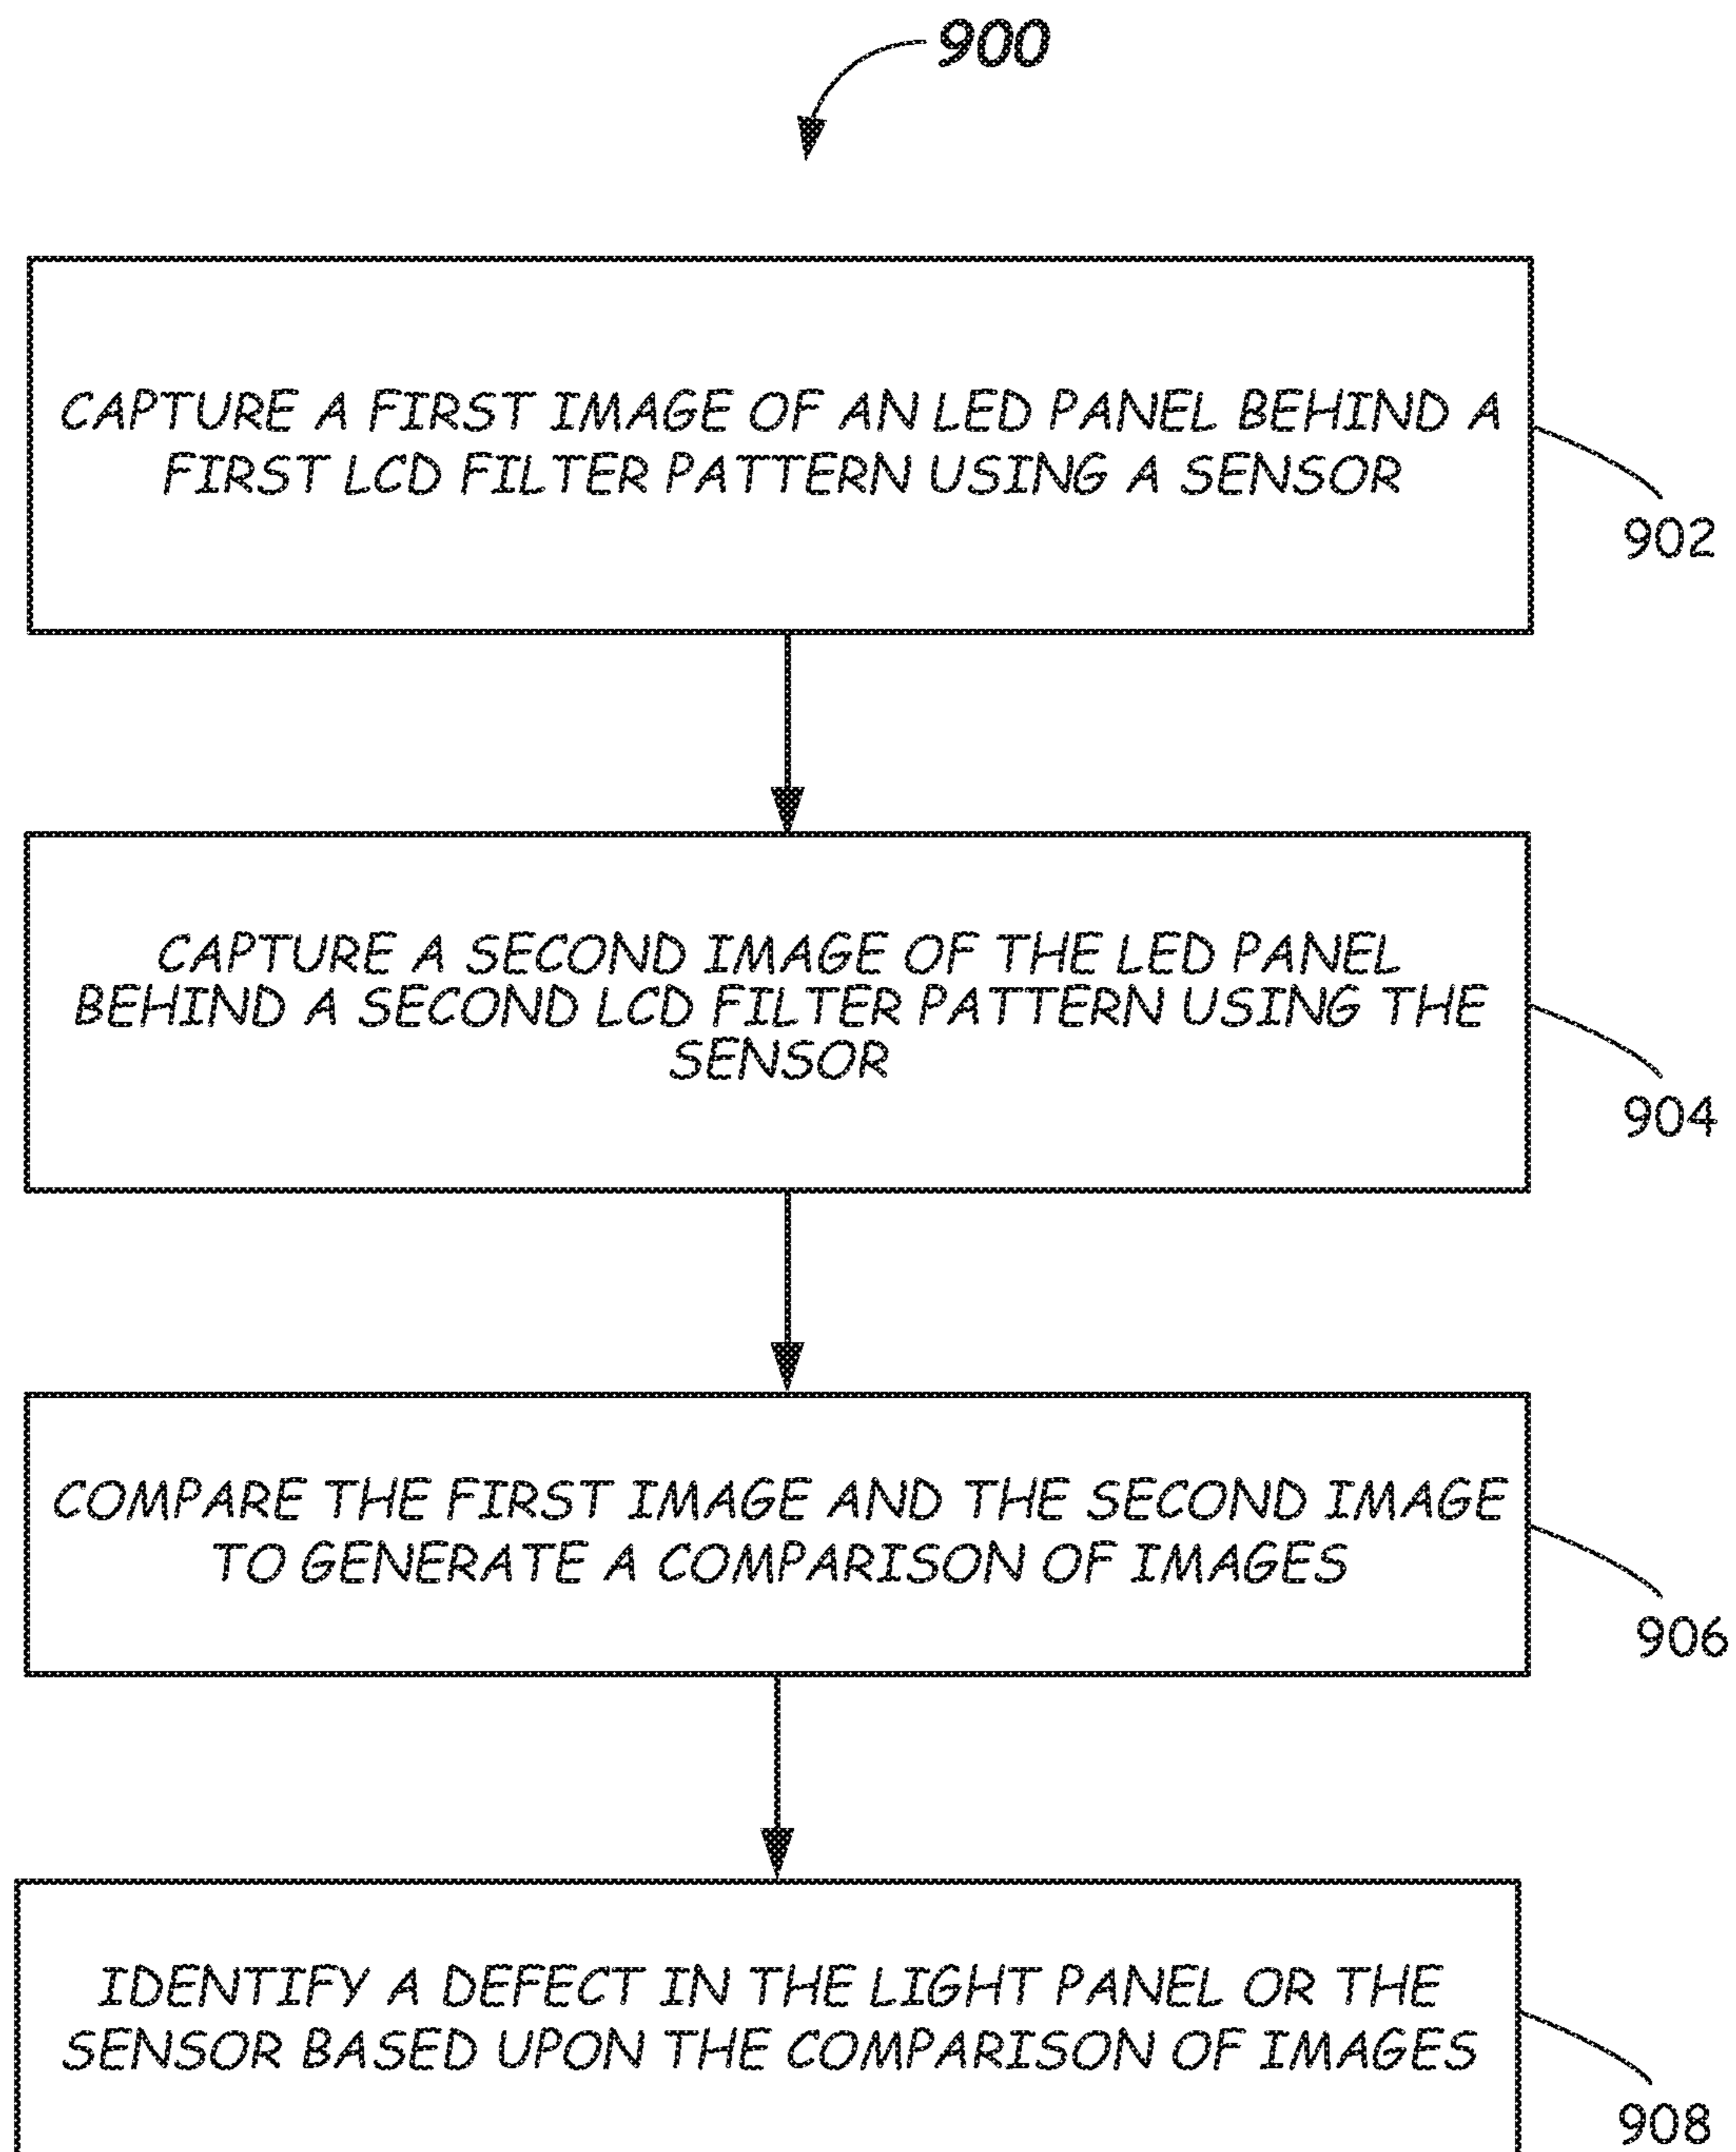 900
CAPTURE A FIRST IMAGE OF AN LED PANEL BEHIND A
FIRST LCD FILTER PATTERN USING A SENSOR
902
CAPTURE A SECOND IMAGE OF THE LED PANEL
BEHIND A SECOND LCD FILTER PATTERN USING THE
SENSOR
904
COMPARE THE FIRST IMAGE AND THE SECOND IMAGE
TO GENERATE A COMPARISON OF IMAGES
906
IDENTIFY A DEFECT IN THE LIGHT PANEL OR THE
SENSOR BASED UPON THE COMPARISON OF IMAGES
908